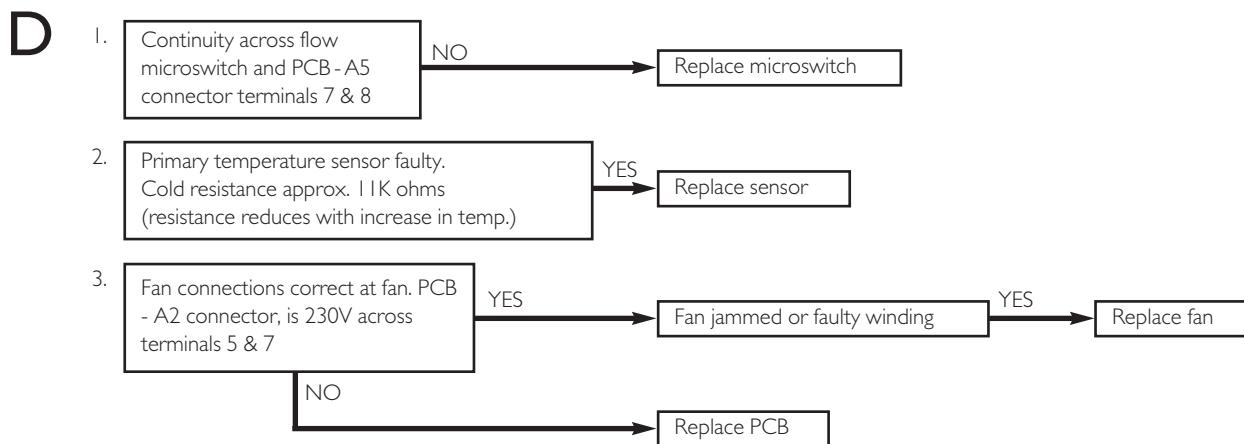 D
1.
Continuity across flow
microswitch and PCB - A5
connector terminals 7 & 8
NO
Replace microswitch
2.
Primary temperature sensor faulty.
Cold resistance approx. 11K ohms
(resistance reduces with increase in temp.)
YES
Replace sensor
3.
Fan connections correct at fan. PCB
- A2 connector, is 230V across
terminals 5 & 7
YES
Fan jammed or faulty winding
YES
Replace fan
NO
Replace PCB